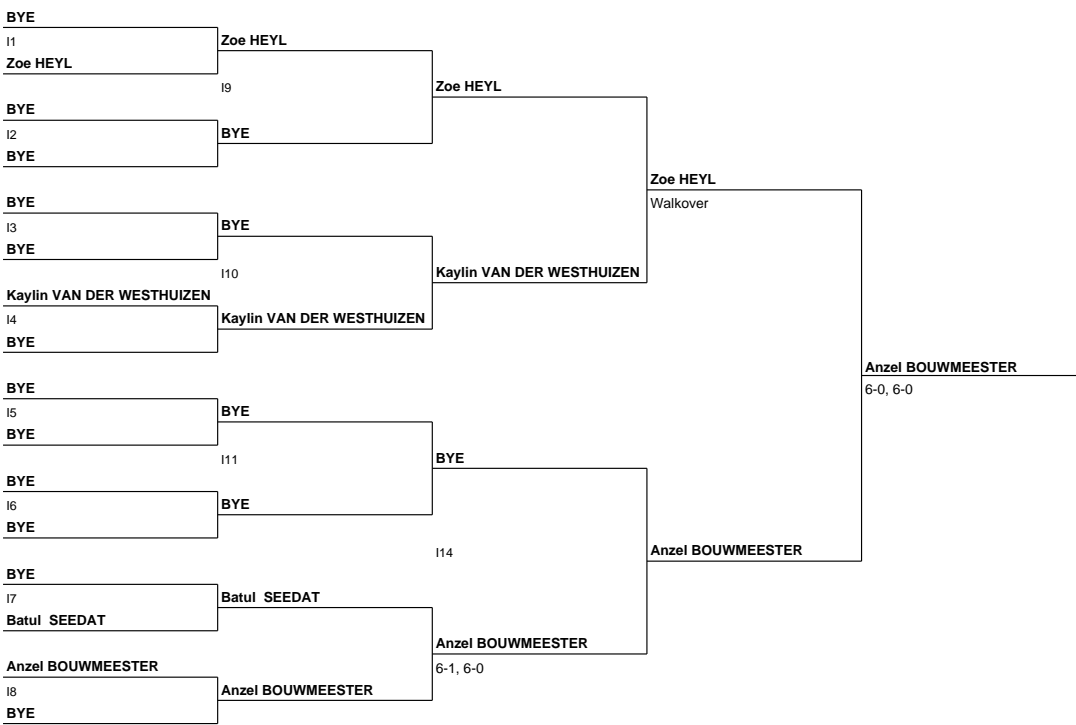 BYE
I1
Zoe HEYL
BYE
I2
BYE
BYE
I3
BYE
Kaylin VAN DER WESTHUIZEN
I4
BYE
BYE
I5
BYE
BYE
I6
BYE
BYE
I7
Batul SEEDAT
Anzel BOUWMEESTER
I8
BYE
Zoe HEYL
I9
BYE
BYE
I10
Kaylin VAN DER WESTHUIZEN
BYE
I11
BYE
Batul SEEDAT
Anzel BOUWMEESTER
Zoe HEYL
Kaylin VAN DER WESTHUIZEN
BYE
I14
Anzel BOUWMEESTER
6-1, 6-0
Zoe HEYL
Walkover
Anzel BOUWMEESTER
Anzel BOUWMEESTER
6-0, 6-0